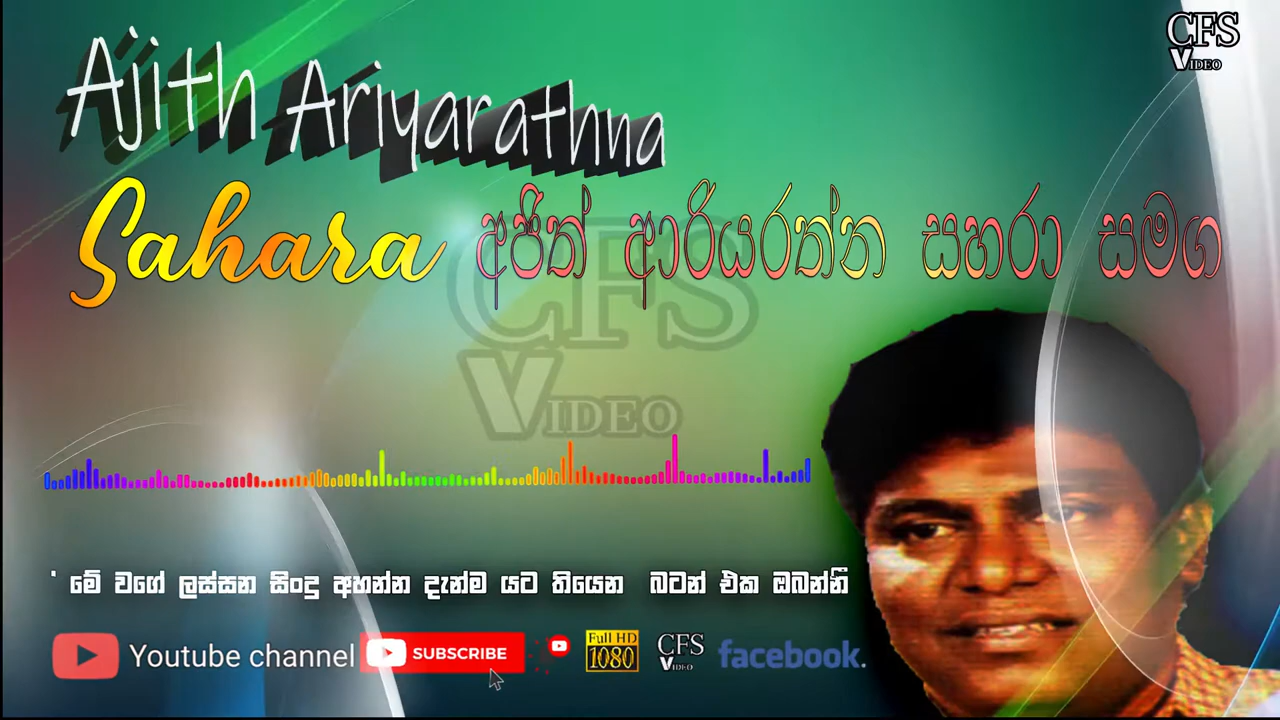 CFS
VIDEO
Ajith Ariyarathna
Sahara අජිත් ආරියරත්න සහරා සමග
CFS
VIDEO
' මේ වගේ ලස්සන සිංදු අහන්න දැන්ම යට තියෙන බටන් එක ඔබන්නී
Youtube channel SUBSCRIBE Full HD 1080 CFS VIDEO facebook.